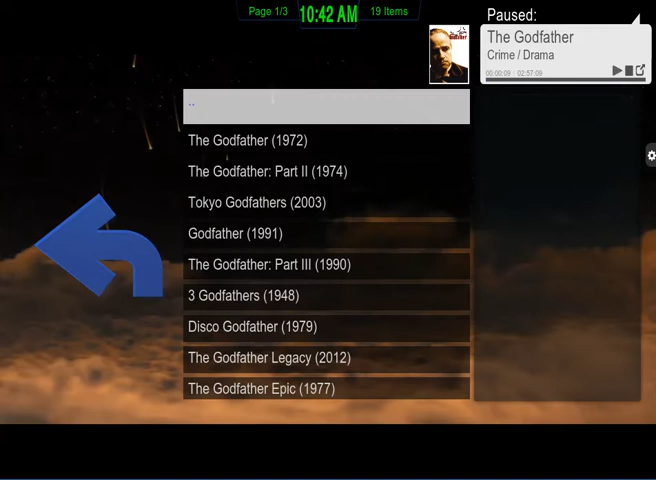 Page 1/3
10:42 AM
19 Items
Paused:
The Godfather
Crime / Drama
00:00:09 / 02:57:09
..
The Godfather (1972)
The Godfather: Part II (1974)
Tokyo Godfathers (2003)
Godfather (1991)
The Godfather: Part III (1990)
3 Godfathers (1948)
Disco Godfather (1979)
The Godfather Legacy (2012)
The Godfather Epic (1977)